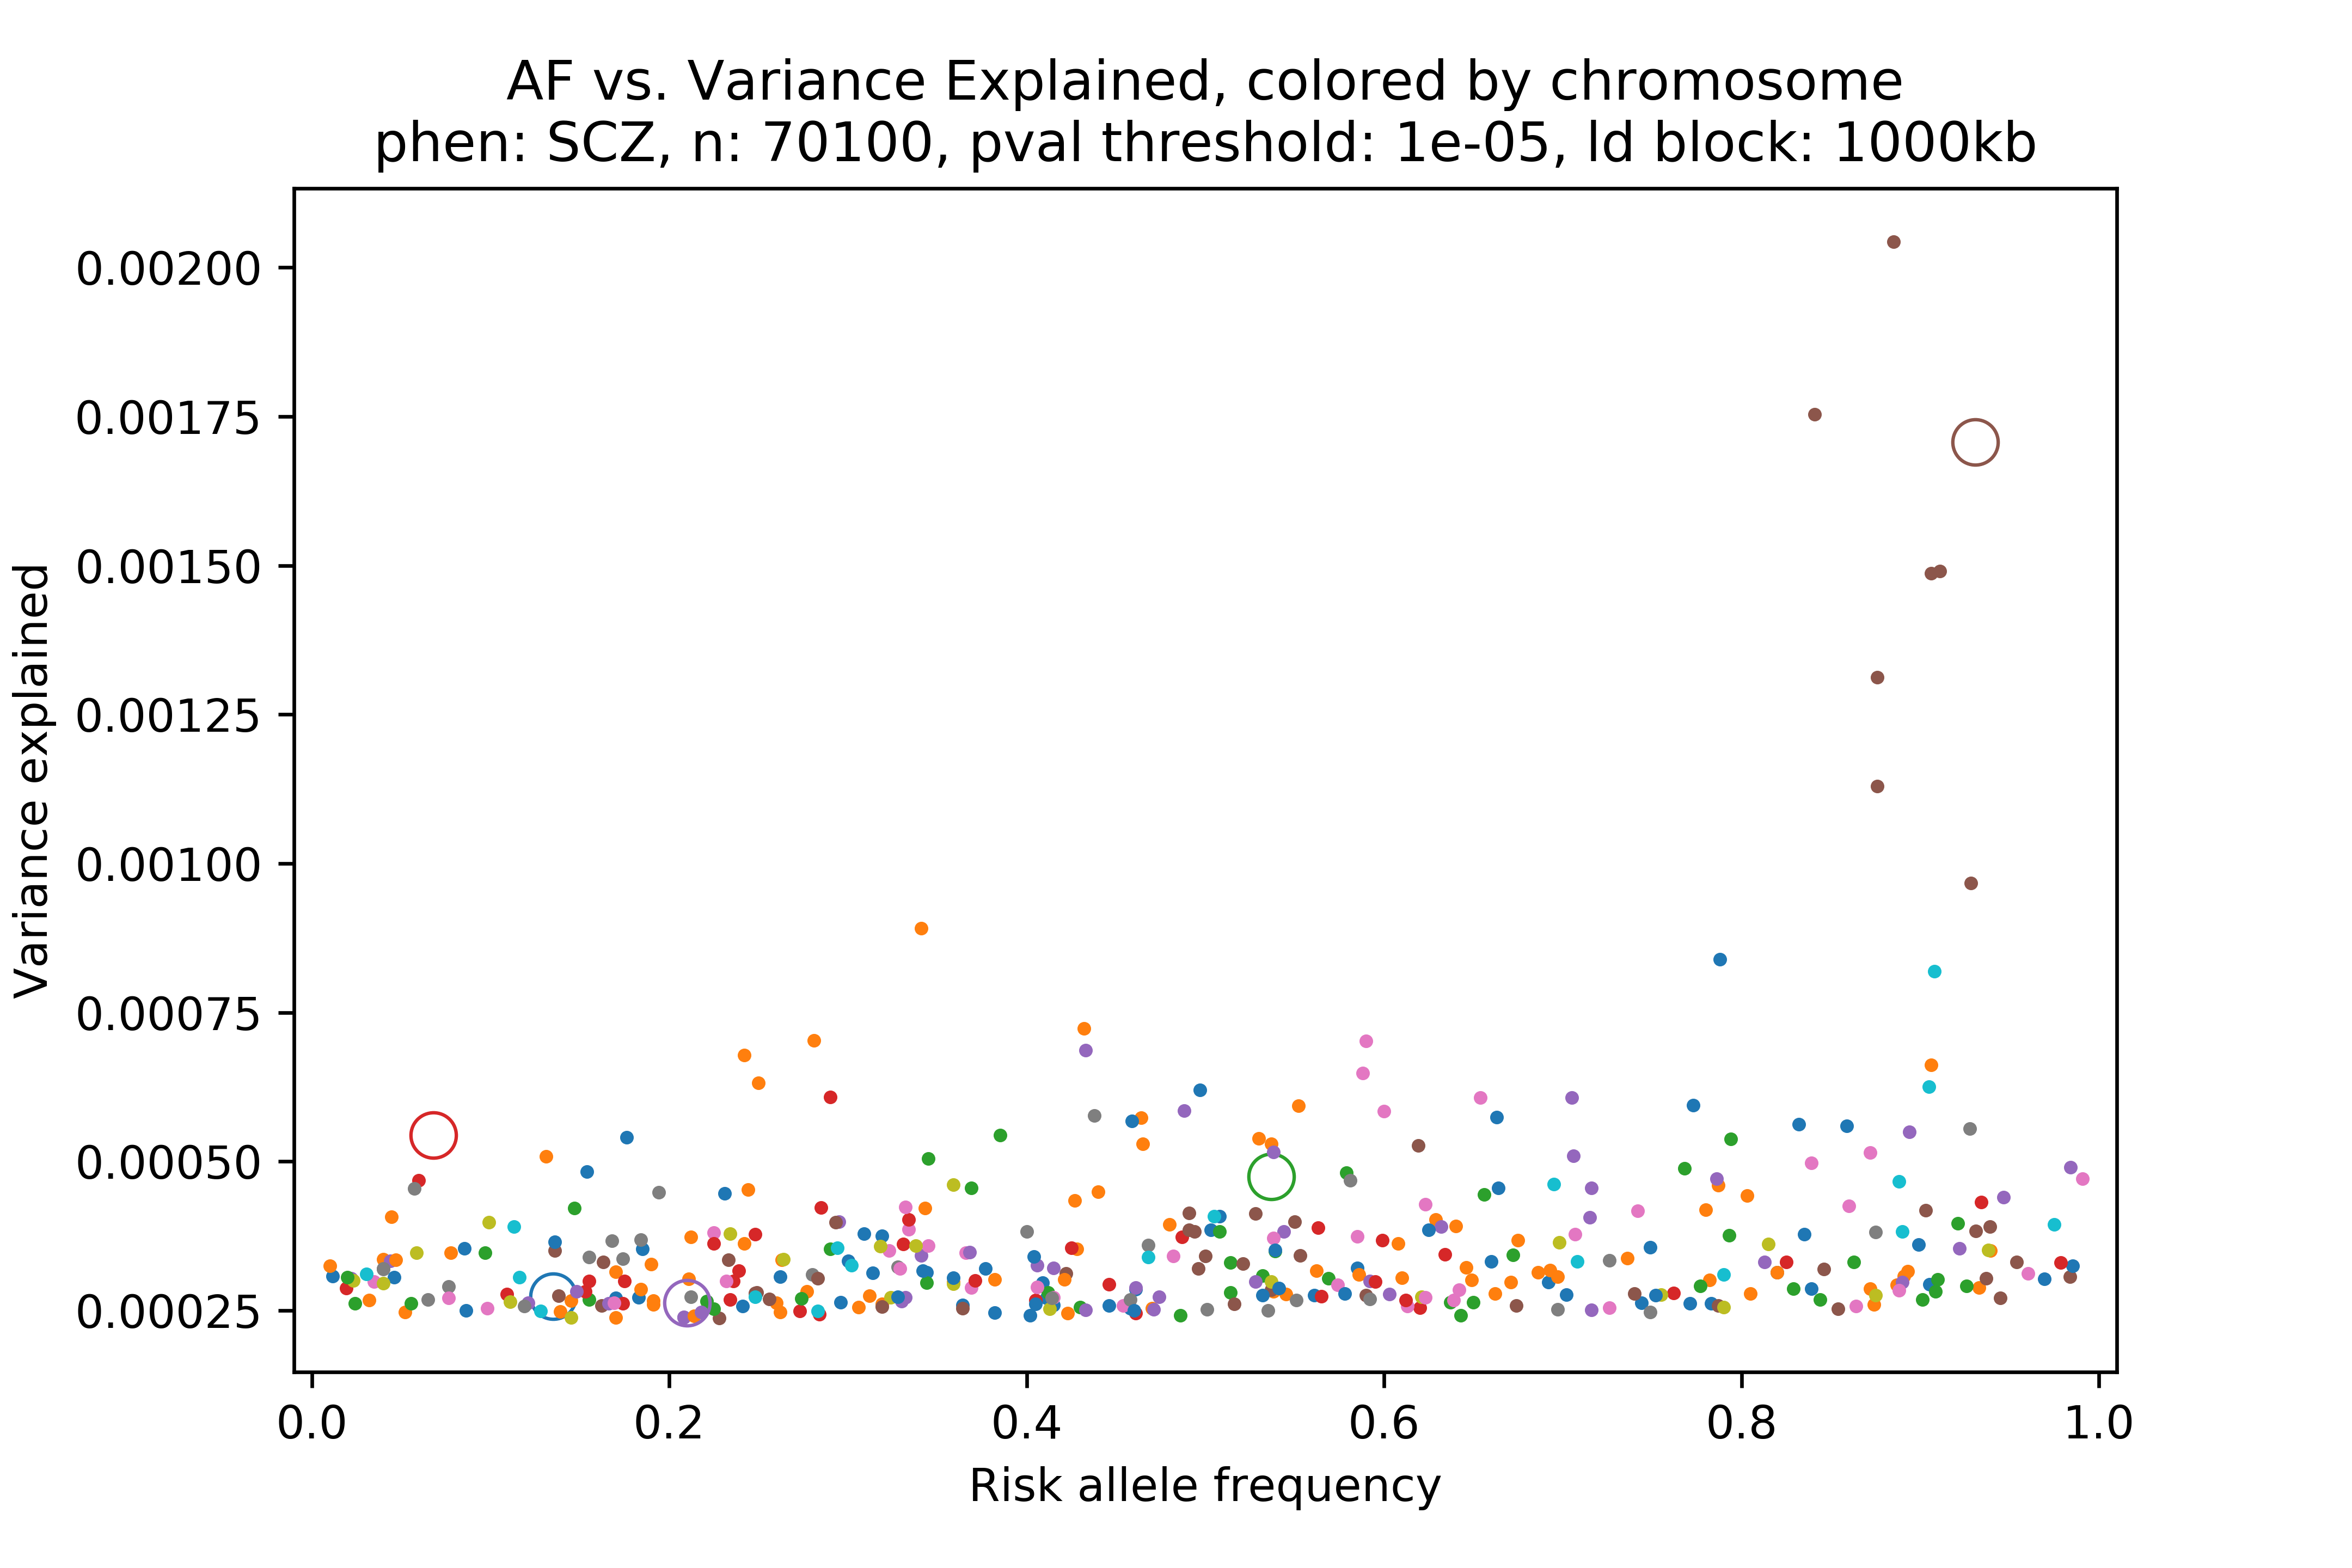 AF vs. Variance Explained, colored by chromosome
phen: SCZ, n: 70100, pval threshold: 1e-05, ld block: 1000kb
0.00200
0.00175
0.00150
0.00125
0.00100
0.00075
0.00050
0.00025
Variance explained
0.0 0.2 0.4 0.6 0.8 1.0
Risk allele frequency